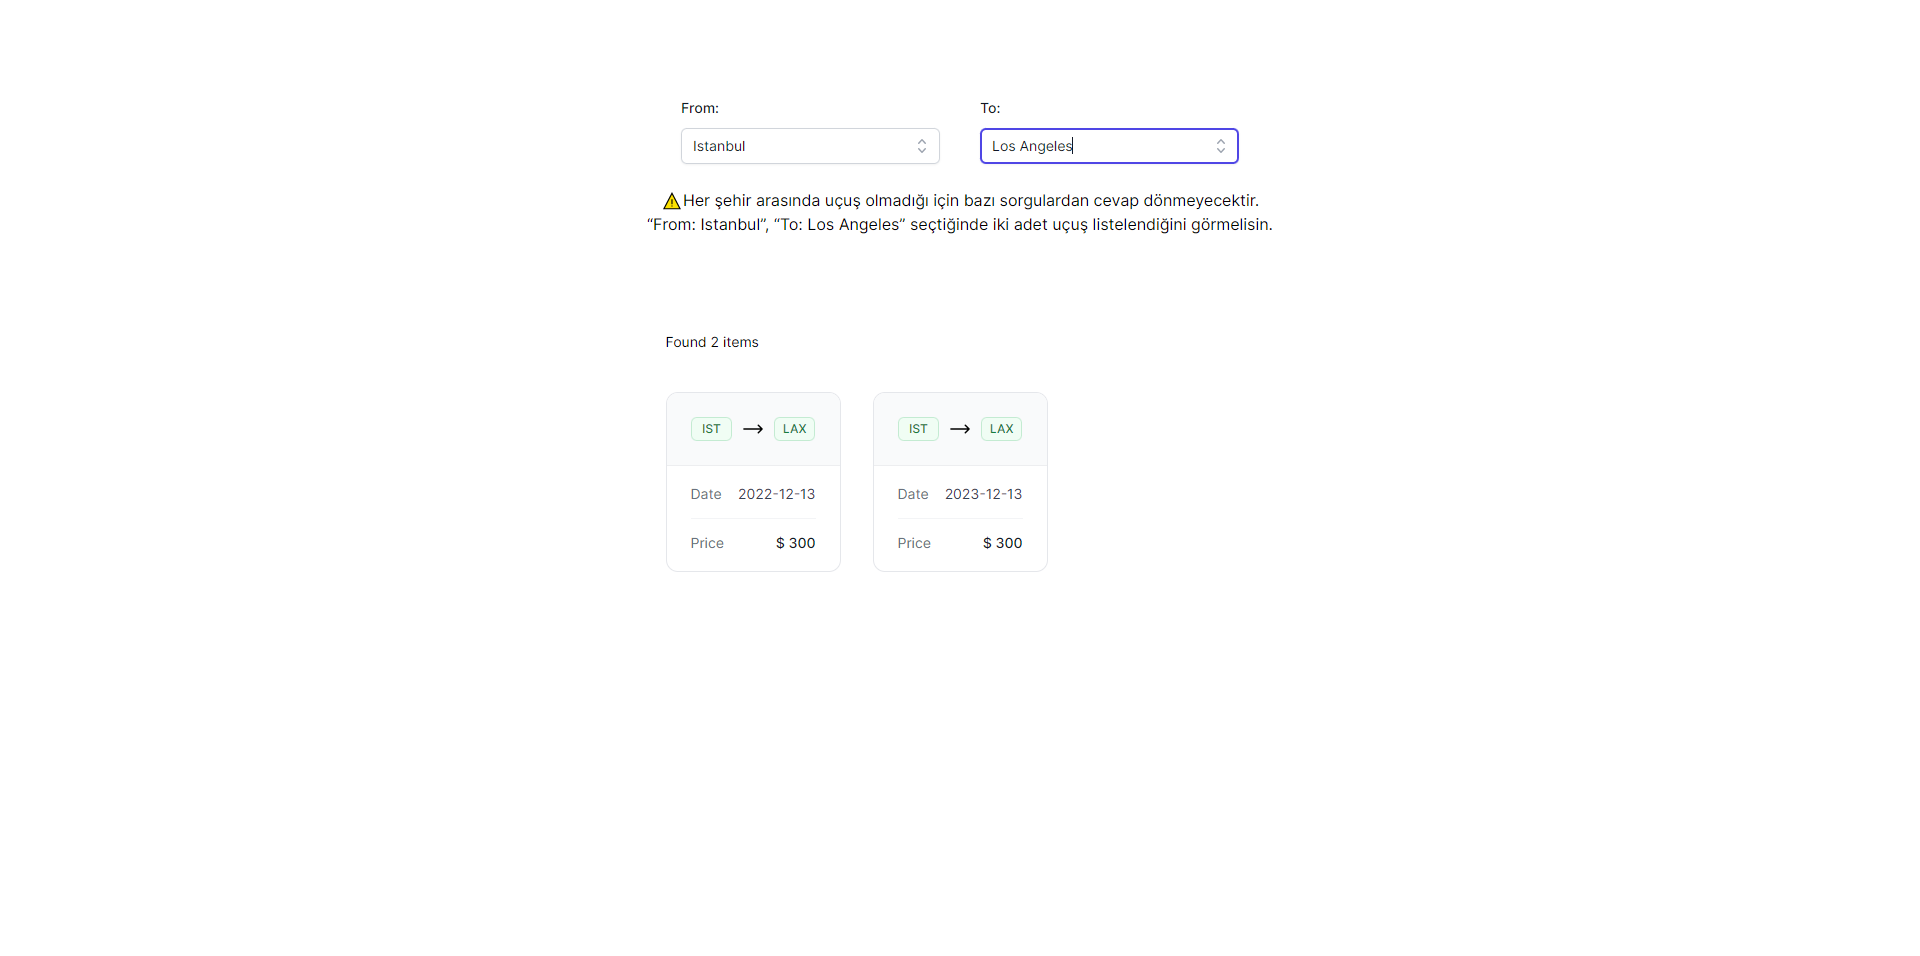 From: To:
Istanbul Los Angeles
⚠Her şehir arasında uçuş olmadığı için bazı sorgulardan cevap dönmeyecektir.
“From: Istanbul”, “To: Los Angeles” seçtiğinde iki adet uçuş listelendiğini görmelisin.
Found 2 items
IST → LAX
Date 2022-12-13
Price $ 300
IST → LAX
Date 2023-12-13
Price $ 300